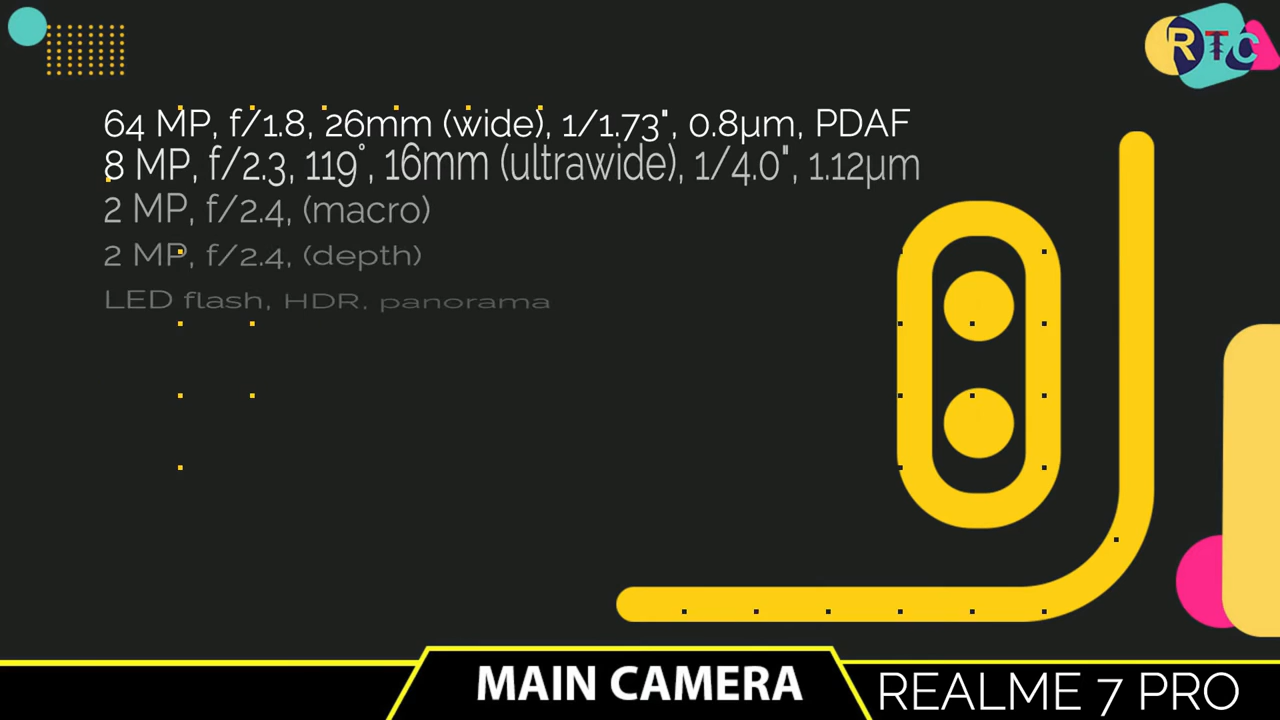 RTC
64 MP, f/1.8, 26mm (wide), 1/1.73", 0.8µm, PDAF
8 MP, f/2.3, 119°, 16mm (ultrawide), 1/4.0", 1.12µm
2 MP, f/2.4, (macro)
2 MP, f/2.4, (depth)
LED flash, HDR, panorama
MAIN CAMERA
REALME 7 PRO